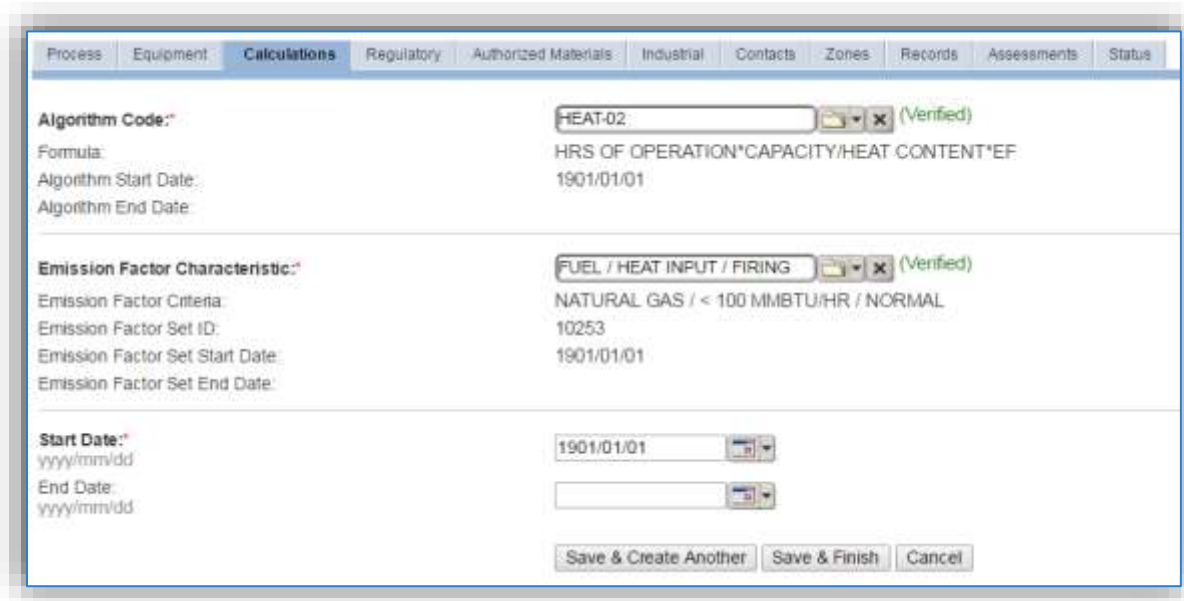 Process Equipment Calculations Regulatory Authorized Materials Industrial Contacts Zones Records Assessments Status
Algorithm Code:* HEAT-02 (Verified)
Formula: HRS OF OPERATION*CAPACITY/HEAT CONTENT*EF
Algorithm Start Date: 1901/01/01
Algorithm End Date:
Emission Factor Characteristic:* FUEL / HEAT INPUT / FIRING (Verified)
Emission Factor Criteria: NATURAL GAS / < 100 MMBTU/HR / NORMAL
Emission Factor Set ID: 10253
Emission Factor Set Start Date: 1901/01/01
Emission Factor Set End Date:
Start Date:* 1901/01/01
yyyy/mm/dd
End Date:
yyyy/mm/dd
Save & Create Another Save & Finish Cancel